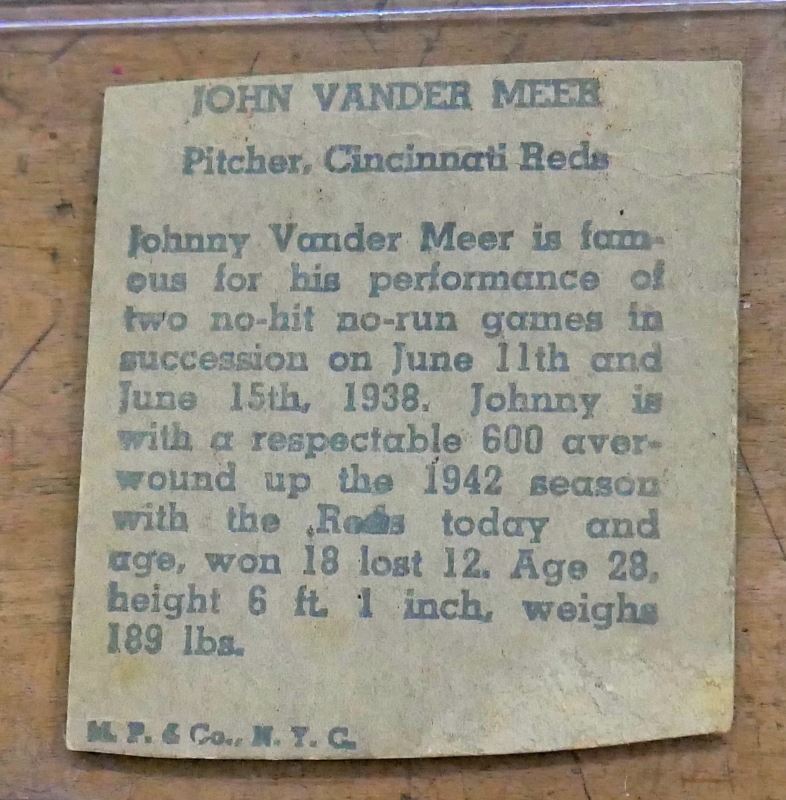 JOHN VANDER MEER
Pitcher, Cincinnati Reds
Johnny Vander Meer is fam-
ous for his performance of
two no-hit no-run games in
succession on June 11th and
June 15th, 1938. Johnny is
with a respectable 600 aver-
wound up the 1942 season
with the Reds today and
age, won 18 lost 12. Age 28,
height 6 ft. 1 inch, weighs
189 lbs.
M. P. & Co., N. Y. C.